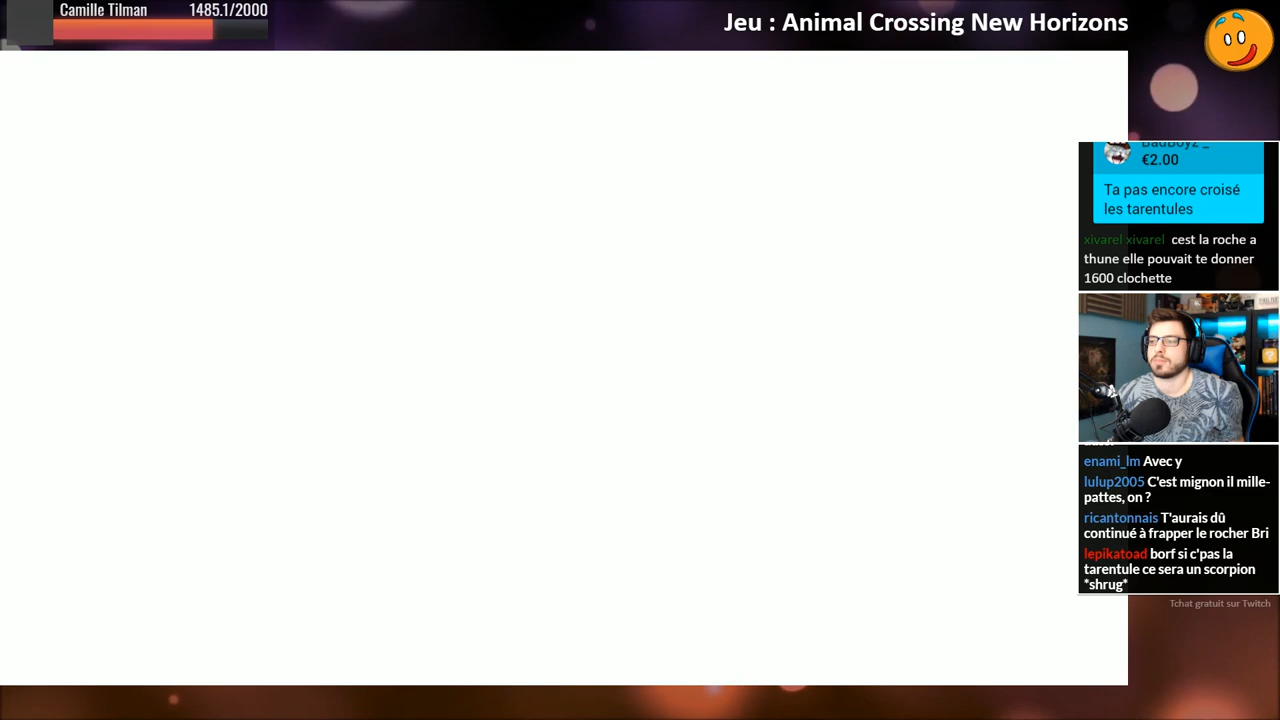 Camille Tilman 1485.1/2000
Jeu : Animal Crossing New Horizons
€2.00
Ta pas encore croisé
les tarentules
xivarel xivarel cest la roche a
thune elle pouvait te donner
1600 clochette
enami_lm Avec y
lulup2005 C'est mignon il mille-
pattes, on ?
ricantonnais T'aurais dû
continué à frapper le rocher Bri
lepikatoad borf si c'pas la
tarentule ce sera un scorpion
*shrug*
Tchat gratuit sur Twitch